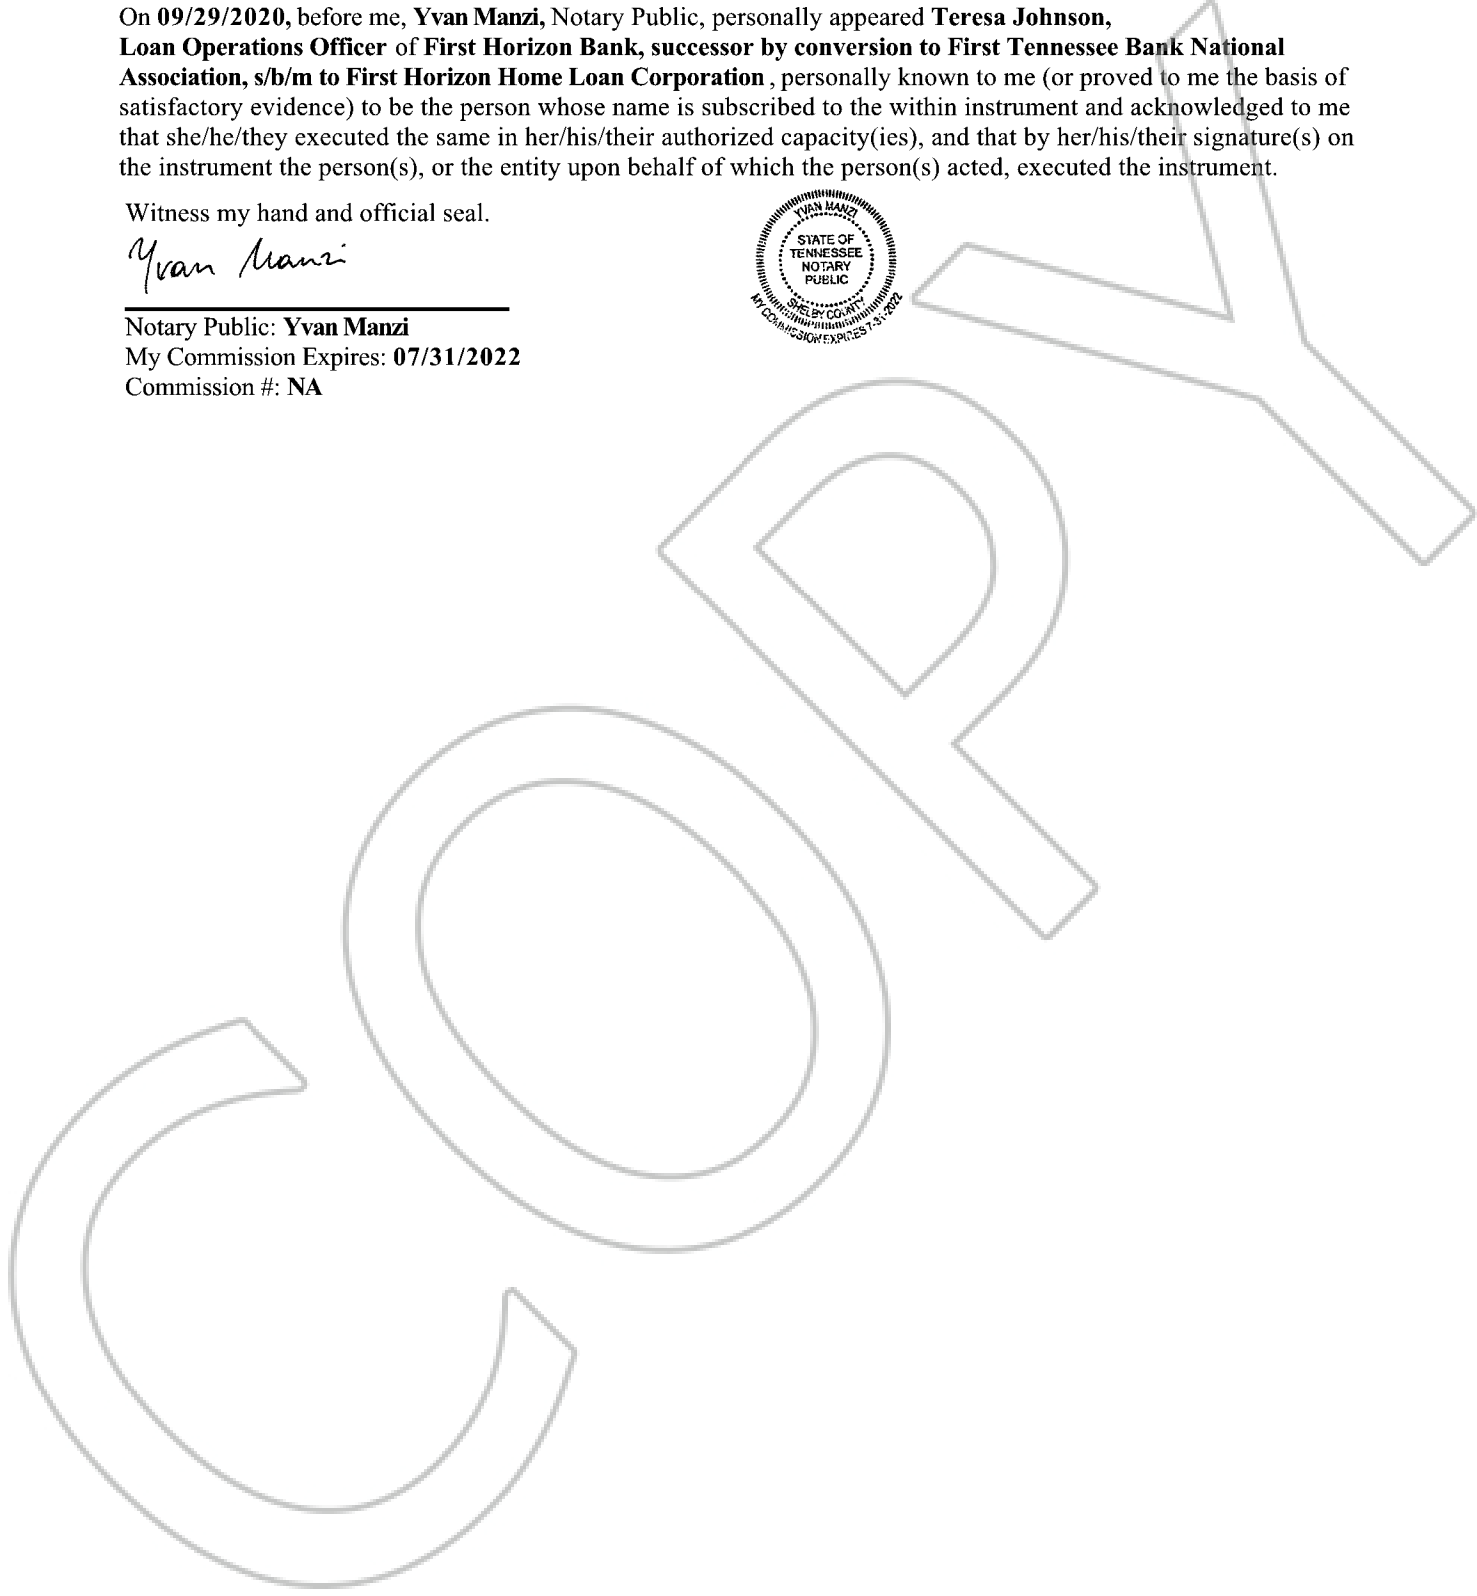 On 09/29/2020, before me, Yvan Manzi, Notary Public, personally appeared Teresa Johnson,
Loan Operations Officer of First Horizon Bank, successor by conversion to First Tennessee Bank National
Association, s/b/m to First Horizon Home Loan Corporation , personally known to me (or proved to me the basis of
satisfactory evidence) to be the person whose name is subscribed to the within instrument and acknowledged to me
that she/he/they executed the same in her/his/their authorized capacity(ies), and that by her/his/their signature(s) on
the instrument the person(s), or the entity upon behalf of which the person(s) acted, executed the instrument.
Witness my hand and official seal.
Yvan Manzi
YVAN MANZI
STATE OF
TENNESSEE
NOTARY
PUBLIC
SHELBY COUNTY
MY COMMISSION EXPIRES 7-31-2022
Notary Public: Yvan Manzi
My Commission Expires: 07/31/2022
Commission #: NA
COPY